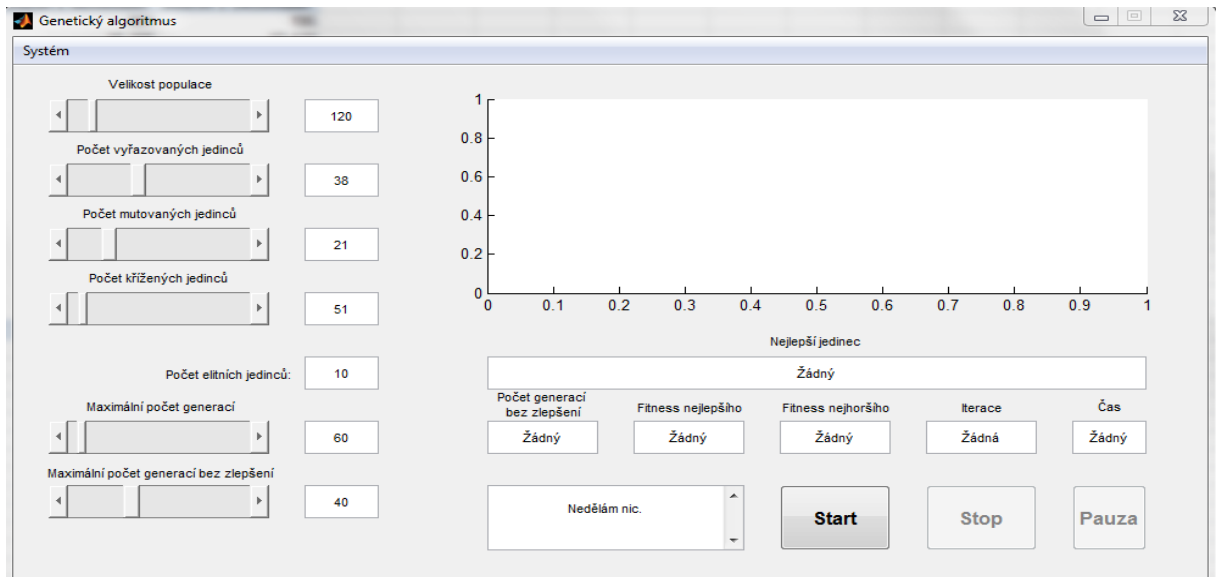 Genetický algoritmus
Systém
Velikost populace
120
Počet vyřazovaných jedinců
38
Počet mutovaných jedinců
21
Počet křížených jedinců
51
Počet elitních jedinců:
10
Maximální počet generací
60
Maximální počet generací bez zlepšení
40
1
0.8
0.6
0.4
0.2
0
0 0.1 0.2 0.3 0.4 0.5 0.6 0.7 0.8 0.9 1
Nejlepší jedinec
Žádný
Počet generací
bez zlepšení
Žádný
Fitness nejlepšího
Žádný
Fitness nejhoršího
Žádný
Iterace
Žádná
Čas
Žádný
Nedělám nic.
Start
Stop
Pauza